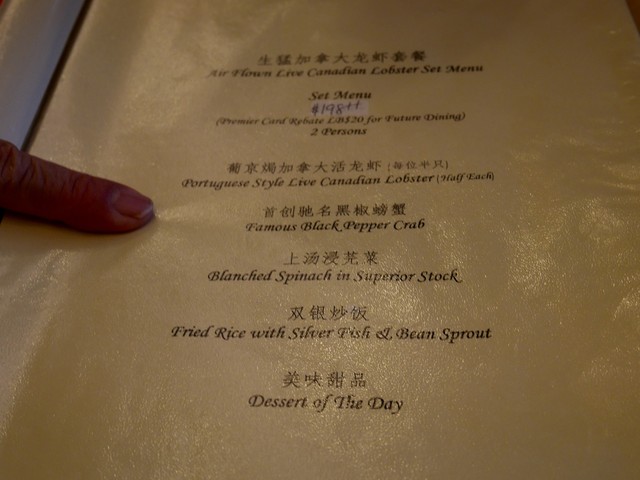 生猛加拿大龙虾套餐
Air Flown Live Canadian Lobster Set Menu
Set Menu
$198++
(Premier Card Rebate LB$20 for Future Dining)
2 Persons
葡京焗加拿大活龙虾 (每位半只)
Portuguese Style Live Canadian Lobster (Half Each)
首创驰名黑椒螃蟹
Famous Black Pepper Crab
上汤浸苋菜
Blanched Spinach in Superior Stock
双银炒饭
Fried Rice with Silver Fish & Bean Sprout
美味甜品
Dessert of The Day